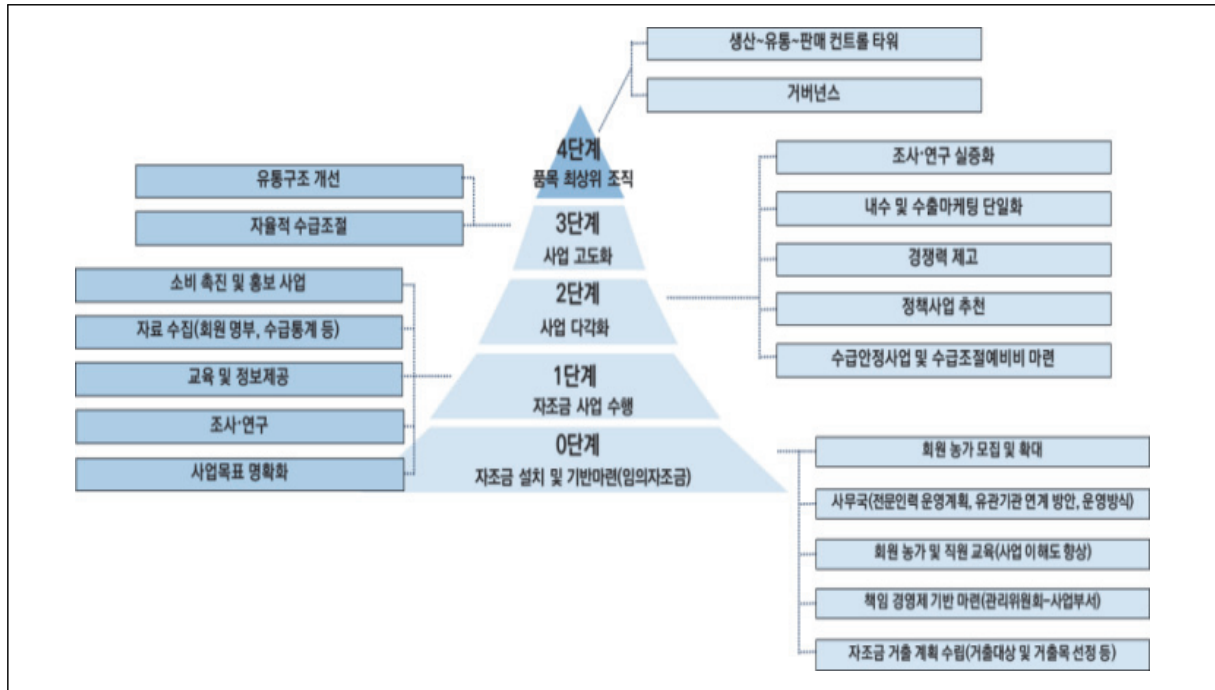 생산~유통~판매 컨트롤 타워
거버넌스
4단계
품목 최상위 조직
유통구조 개선
자율적 수급조절
3단계
사업 고도화
조사·연구 실증화
내수 및 수출마케팅 단일화
경쟁력 제고
정책사업 추천
수급안정사업 및 수급조절예비비 마련
2단계
사업 다각화
소비 촉진 및 홍보 사업
자료 수집(회원 명부, 수급통계 등)
교육 및 정보제공
조사·연구
사업목표 명확화
1단계
자조금 사업 수행
0단계
자조금 설치 및 기반마련(임의자조금)
회원 농가 모집 및 확대
사무국(전문인력 운영계획, 유관기관 연계 방안, 운영방식)
회원 농가 및 직원 교육(사업 이해도 향상)
책임 경영제 기반 마련(관리위원회-사업부서)
자조금 거출 계획 수립(거출대상 및 거출목 선정 등)